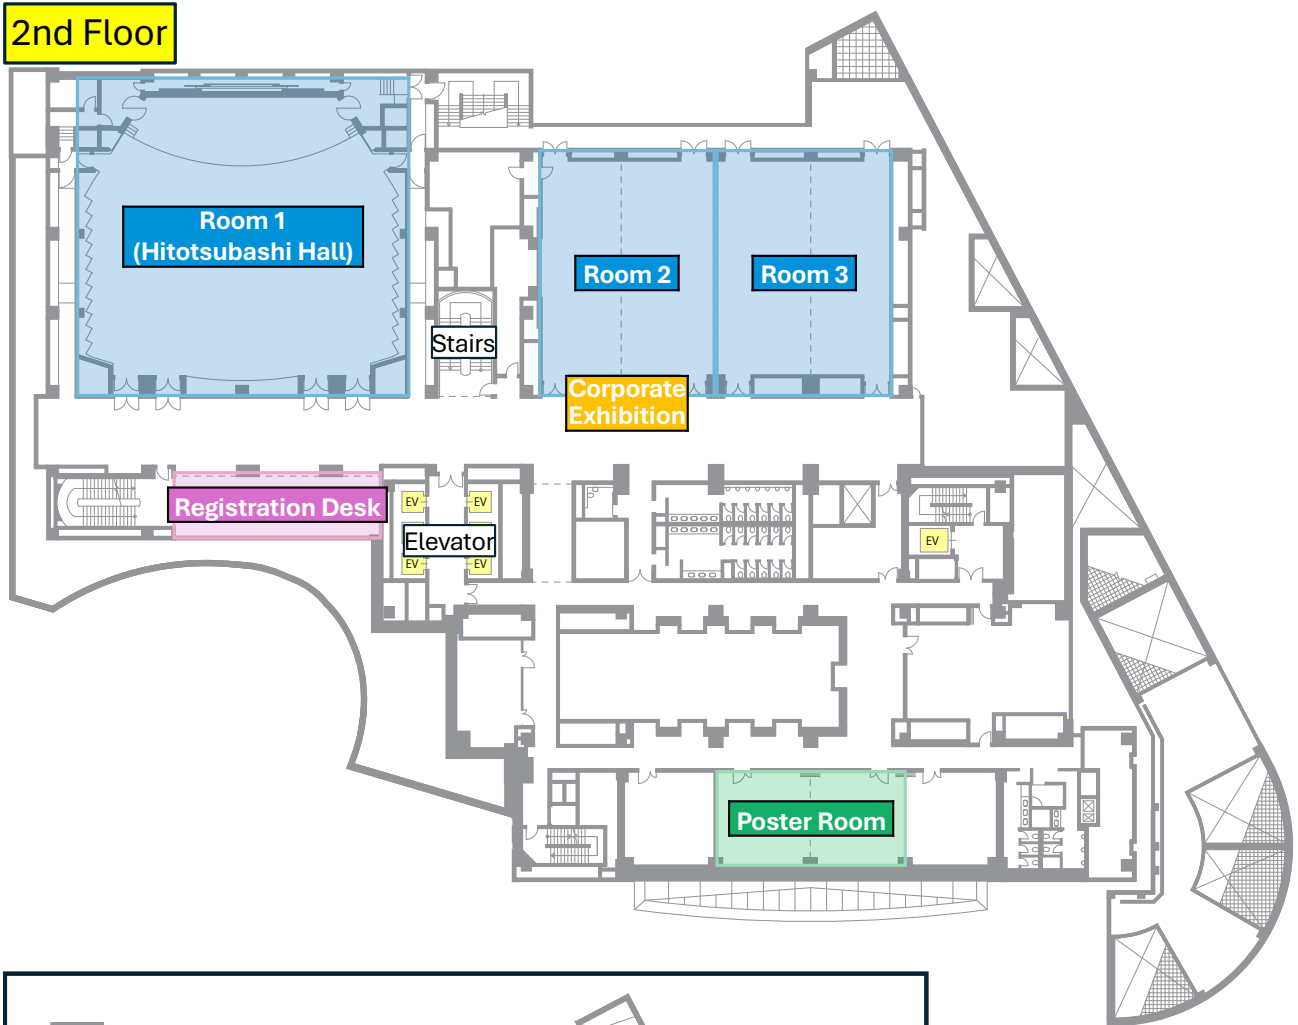 2nd Floor
Room 1
(Hitotsubashi Hall)
Room 2
Room 3
Stairs
Corporate
Exhibition
Registration Desk
EV
EV
Elevator
EV
EV
EV
Poster Room